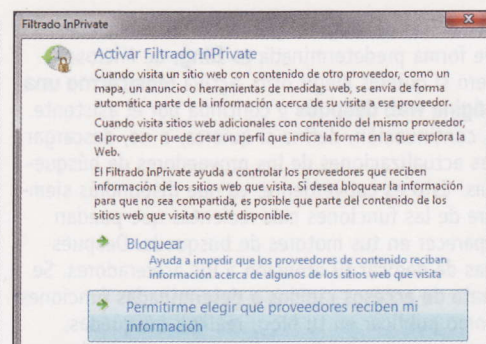 Filtrado InPrivate
Activar Filtrado InPrivate
Cuando visita un sitio web con contenido de otro proveedor, como un
mapa, un anuncio o herramientas de medidas web, se envía de forma
automática parte de la información acerca de su visita a ese proveedor.
Cuando visita sitios web adicionales con contenido del mismo proveedor,
el proveedor puede crear un perfil que indica la forma en la que explora la
Web.
El Filtrado InPrivate ayuda a controlar los proveedores que reciben
información de los sitios web que visita. Si desea bloquear la información
para que no sea compartida, es posible que parte del contenido de los
sitios web que visita no esté disponible.
Bloquear
Ayuda a impedir que los proveedores de contenido reciban
información acerca de algunos de los sitios web que visita
Permitirme elegir qué proveedores reciben mi
información